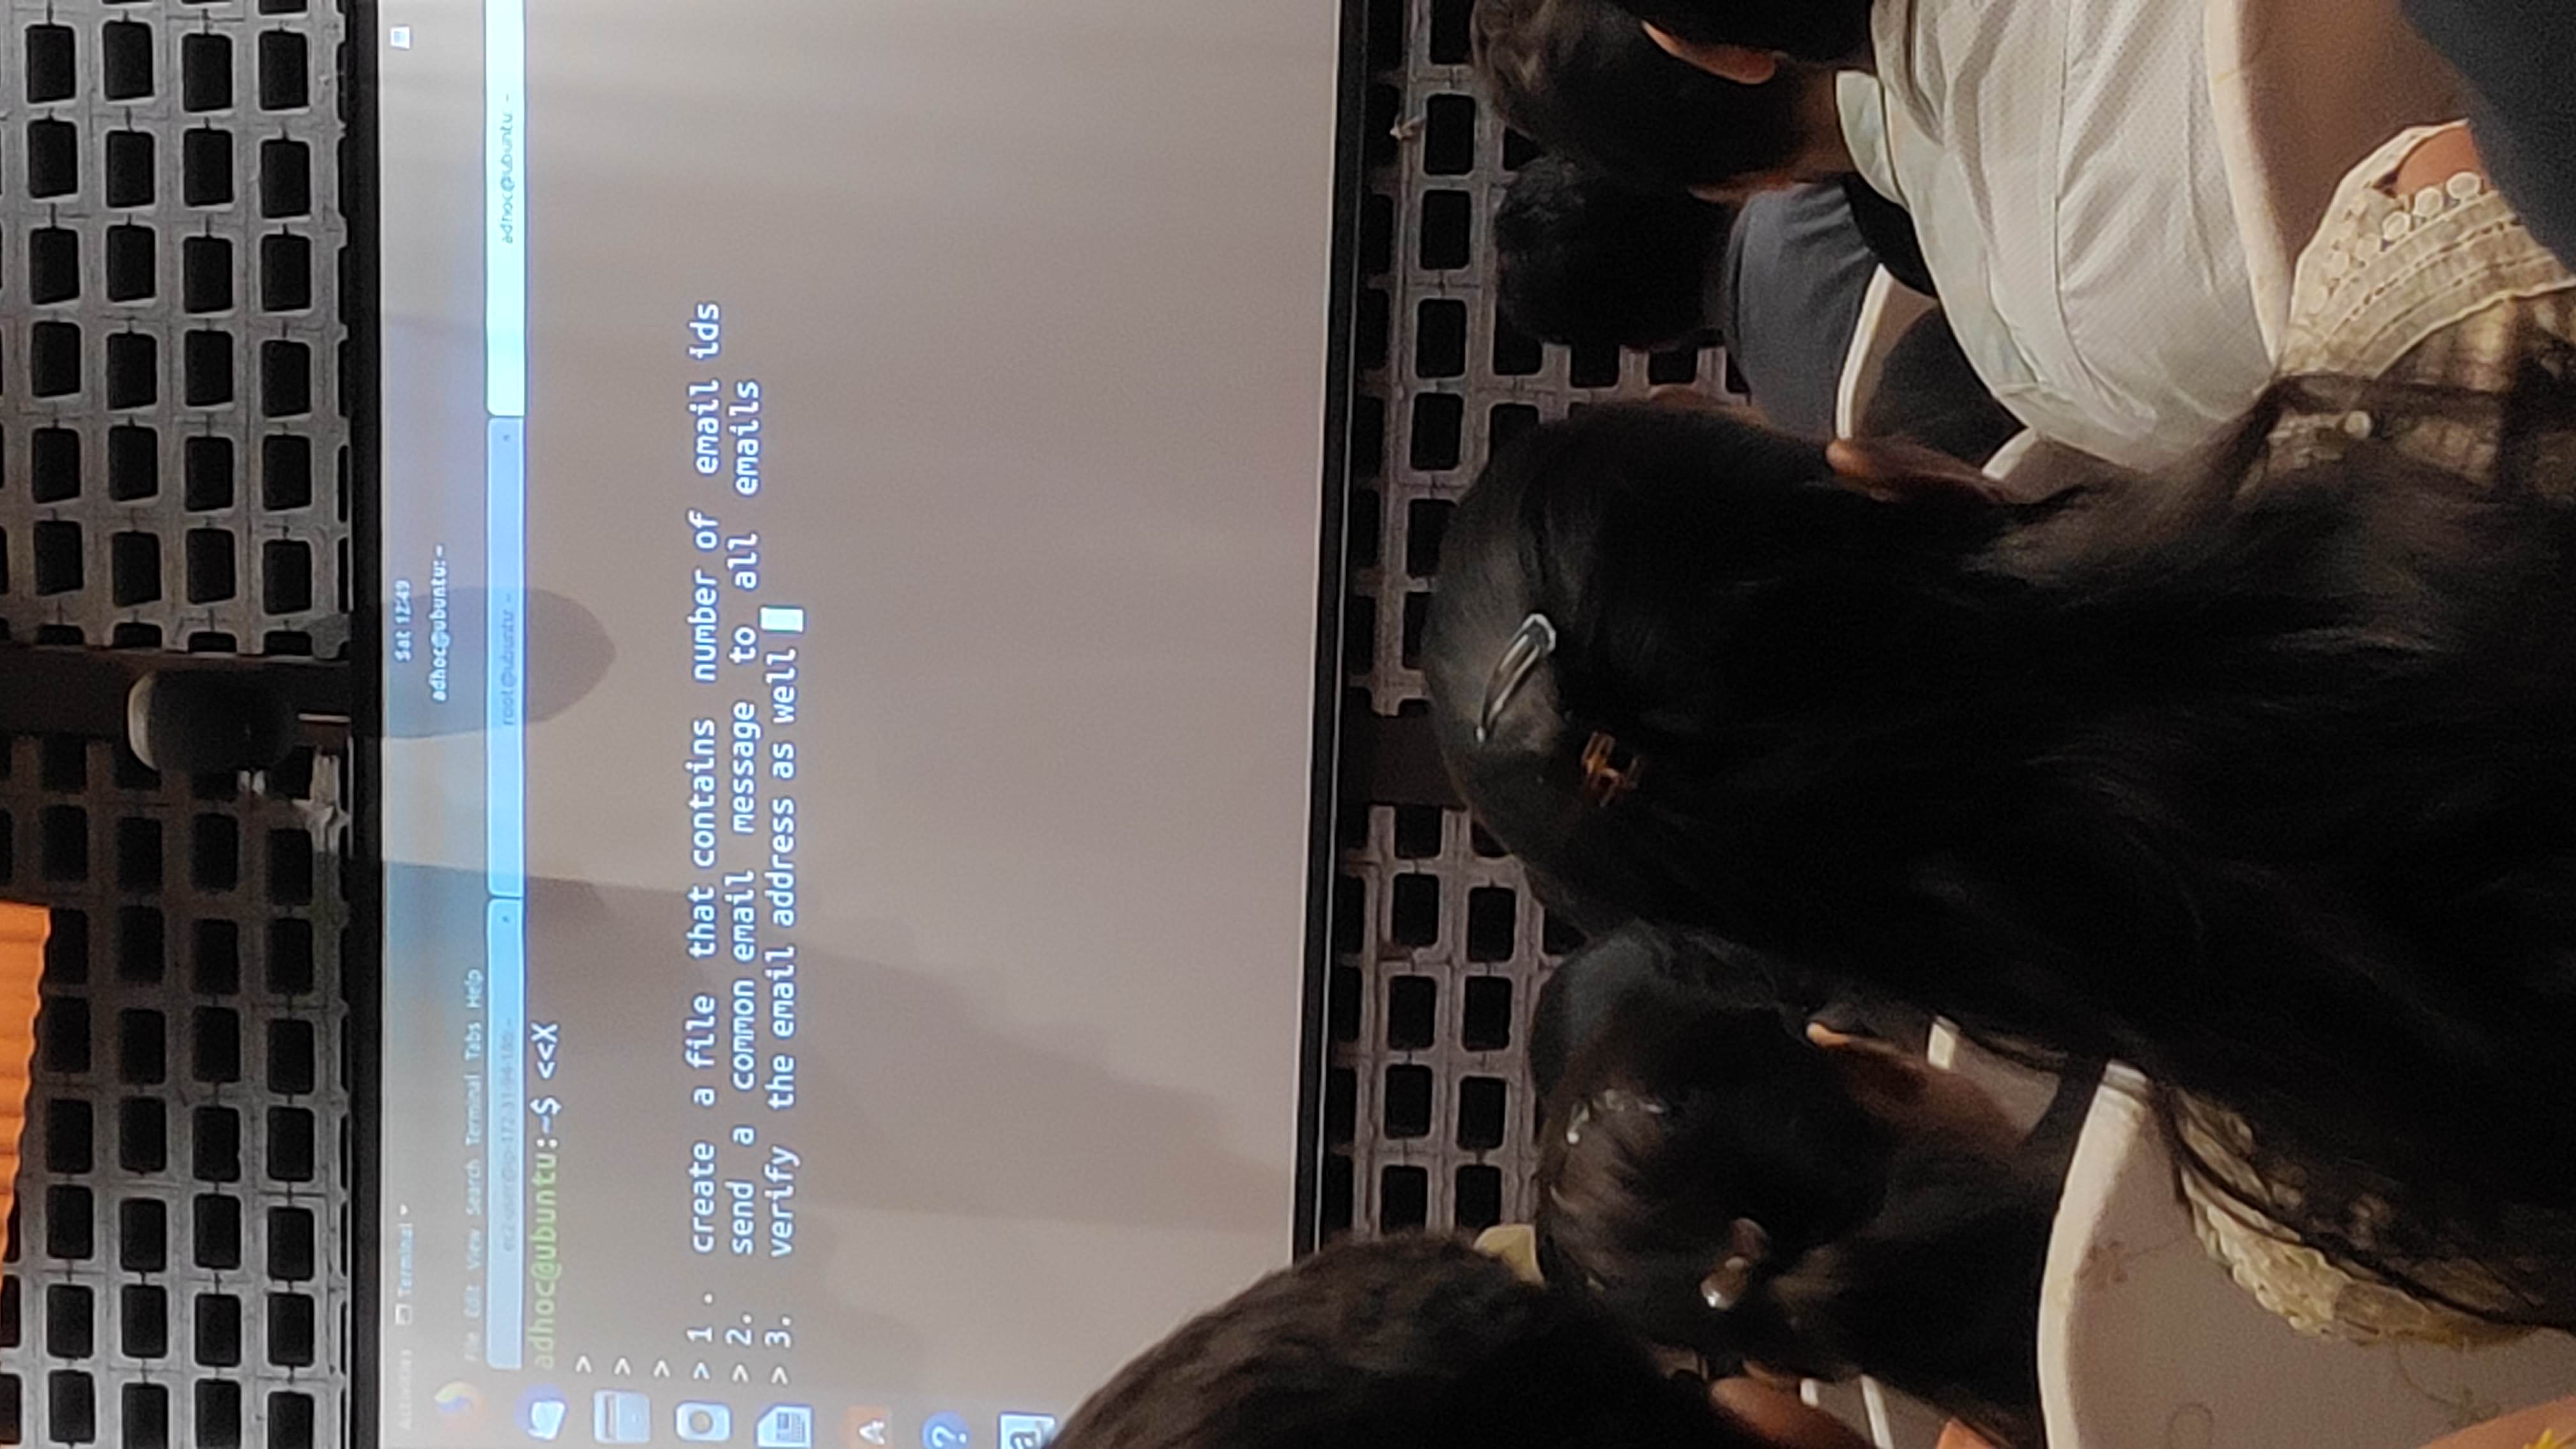 Activities Terminal Sat 12:49
adhoc@ubuntu: ~
File Edit View Search Terminal Tabs Help
ec2-user@ip-172-31-94-186:~ root@ubuntu: ~ adhoc@ubuntu: ~
adhoc@ubuntu:~$ <<X
>
>
>
> 1 . create a file that contains number of email ids
> 2. send a common email message to all emails
> 3. verify the email address as well
A
?
a